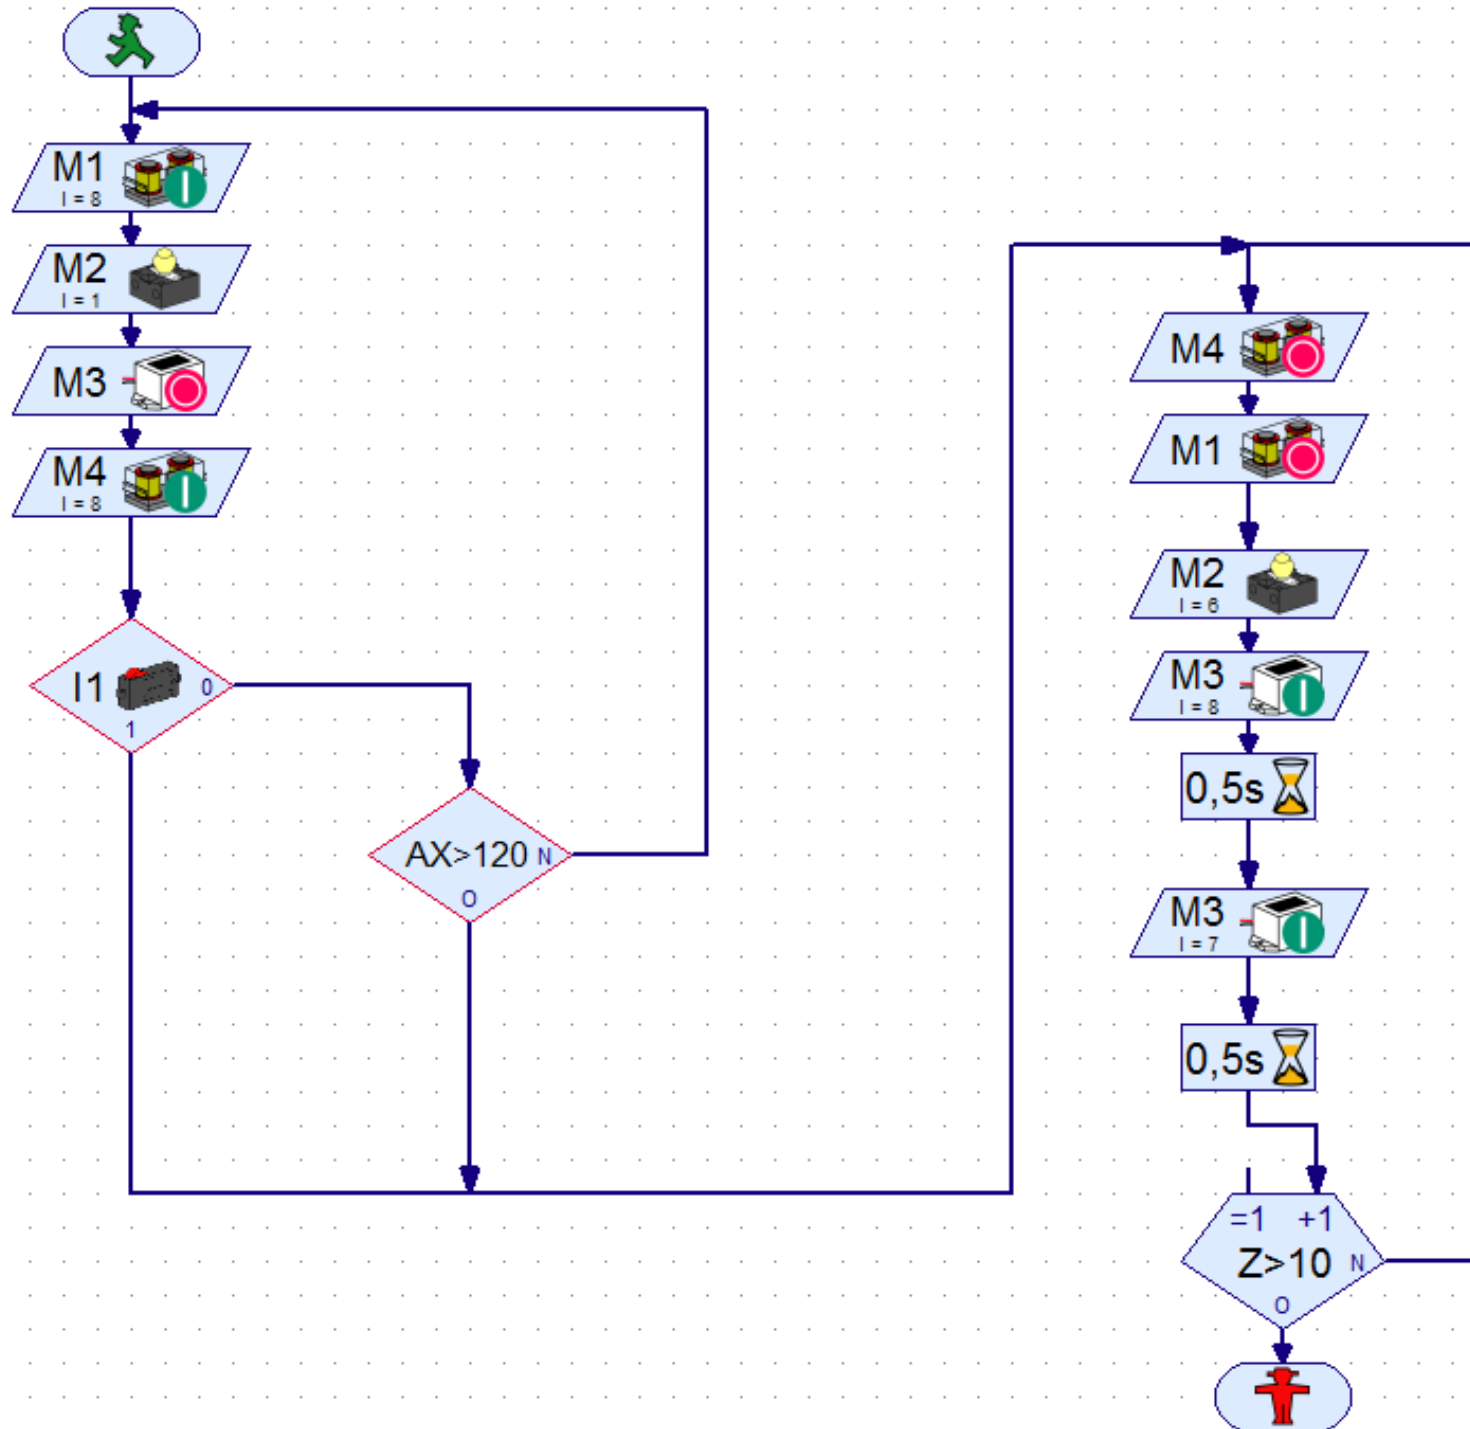 M1
I = 8
M2
I = 1
M3
M4
I = 8
I1
0
1
AX>120
N
O
M4
M1
M2
I = 6
M3
I = 8
0,5s
M3
I = 7
0,5s
=1 +1
Z>10 N
O